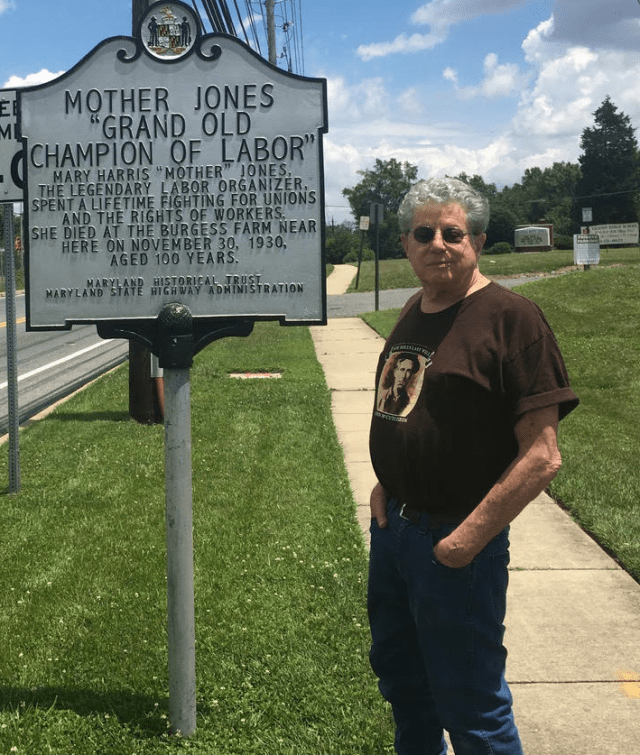 MOTHER JONES
"GRAND OLD
CHAMPION OF LABOR"
MARY HARRIS "MOTHER" JONES,
THE LEGENDARY LABOR ORGANIZER,
SPENT A LIFETIME FIGHTING FOR UNIONS
AND THE RIGHTS OF WORKERS.
SHE DIED AT THE BURGESS FARM NEAR
HERE ON NOVEMBER 30, 1930,
AGED 100 YEARS.
MARYLAND HISTORICAL TRUST
MARYLAND STATE HIGHWAY ADMINISTRATION